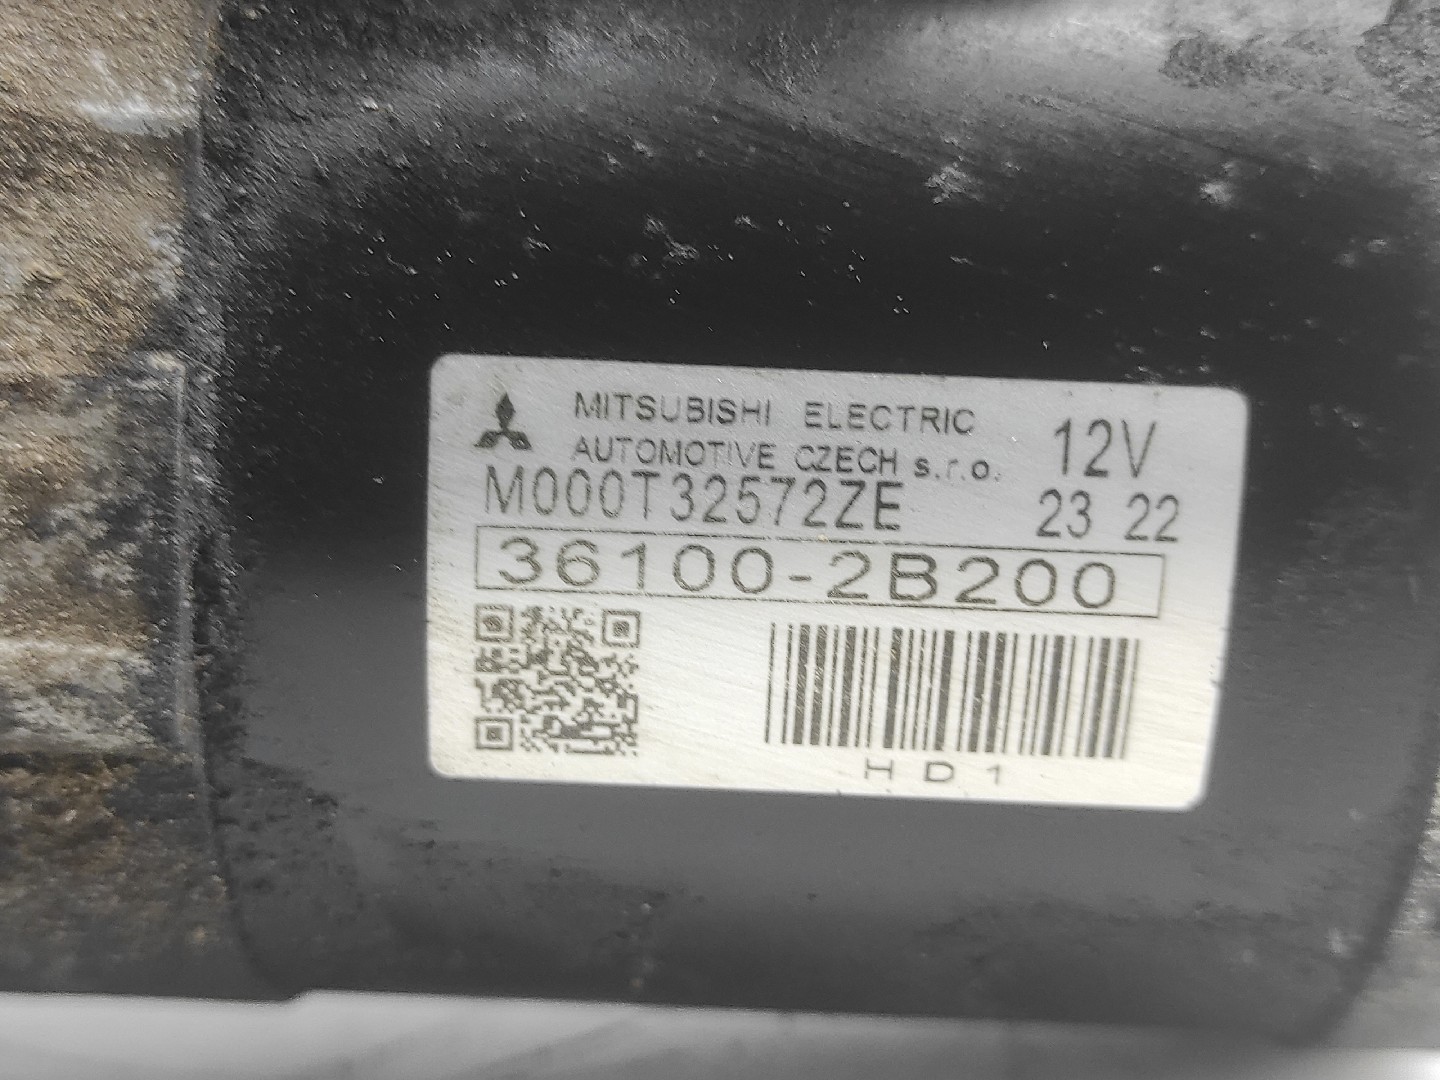 MITSUBISHI ELECTRIC
AUTOMOTIVE CZECH s.r.o.
12V
M000T32572ZE
23 22
36100-2B200
HD1